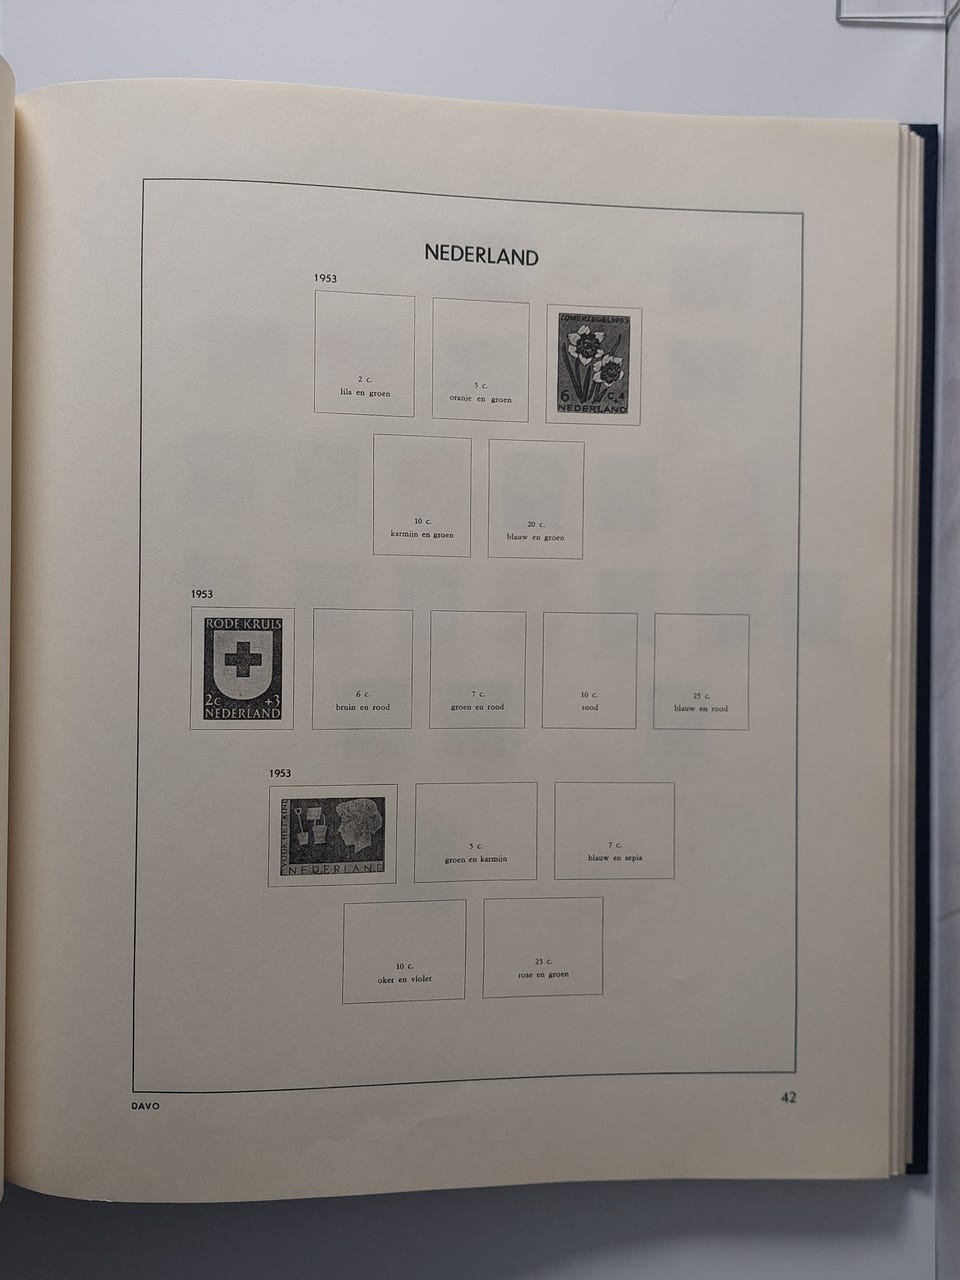 NEDERLAND
1953
2 c.
lila en groen
5 c.
oranje en groen
ZOMERZEGEL 1953
6 c+4
NEDERLAND
10 c.
karmijn en groen
20 c.
blauw en groen
1953
RODE KRUIS
2c +3
NEDERLAND
6 c.
bruin en rood
7 c.
groen en rood
10 c.
rood
25 c.
blauw en rood
1953
VOOR HET KIND
NEDERLAND
5 c.
groen en karmijn
7 c.
blauw en sepia
10 c.
oker en violet
25 c.
rose en groen
DAVO
42